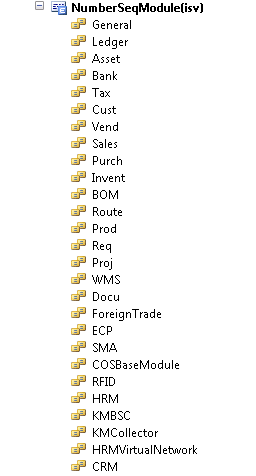 NumberSeqModule(isv)
General
Ledger
Asset
Bank
Tax
Cust
Vend
Sales
Purch
Invent
BOM
Route
Prod
Req
Proj
WMS
Docu
ForeignTrade
ECP
SMA
COSBaseModule
RFID
HRM
KMBSC
KMCollector
HRMVirtualNetwork
CRM